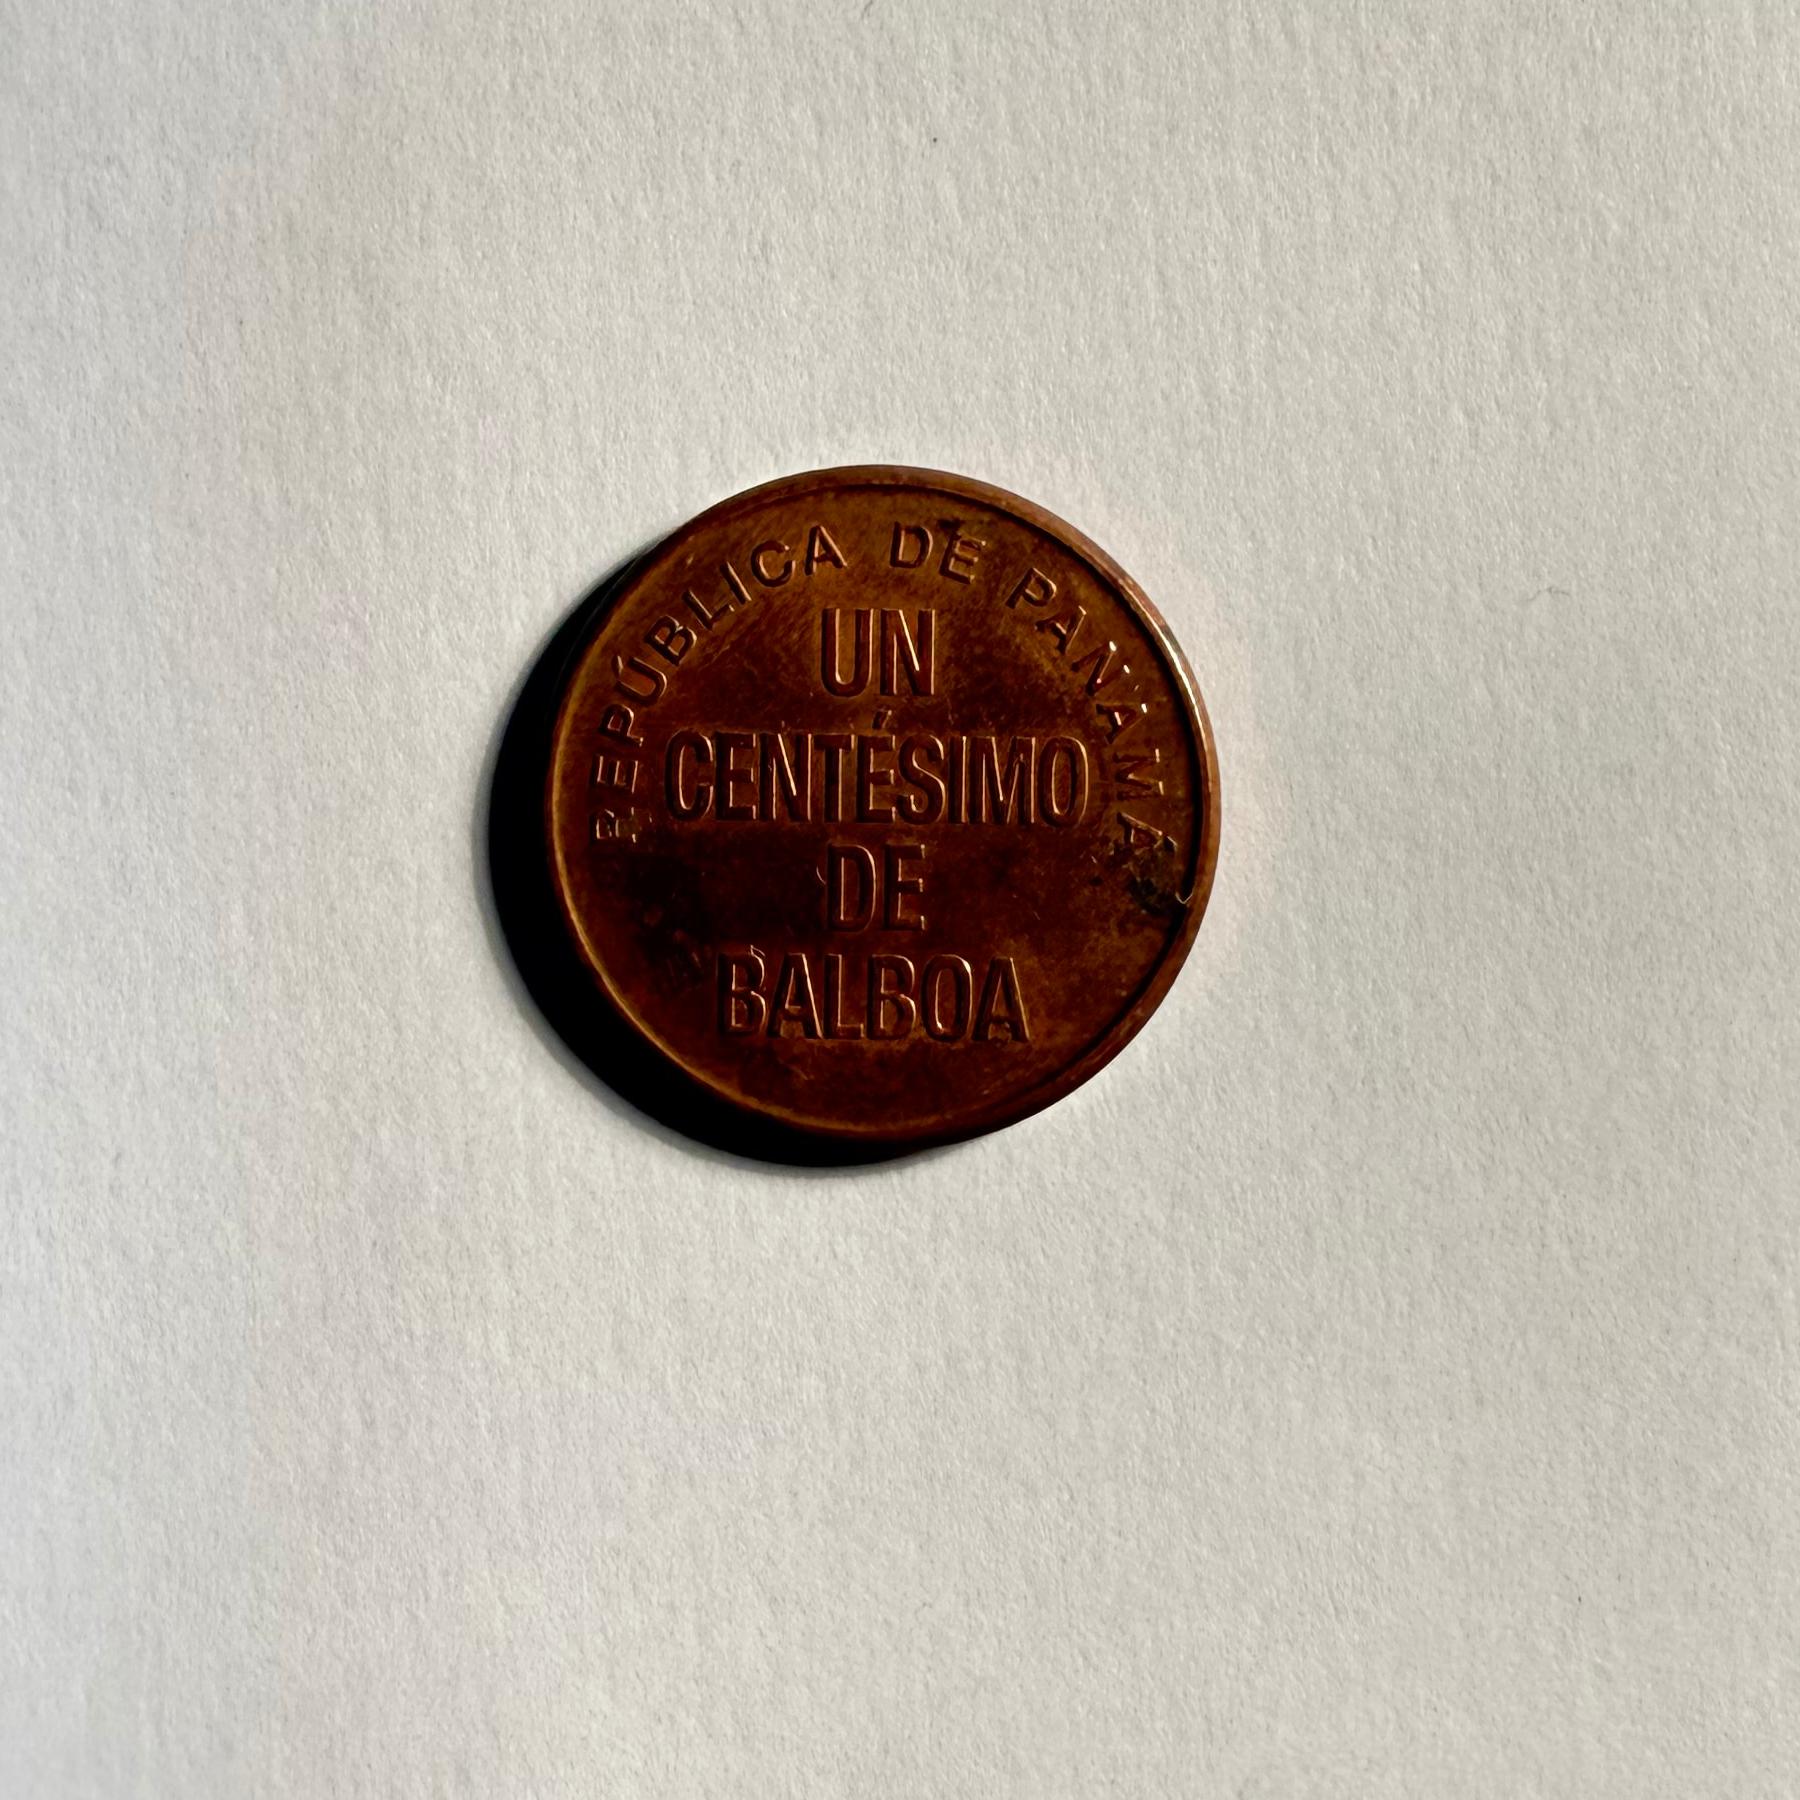 REPÚBLICA DE PANAMÁ
UN
CENTÉSIMO
DE
BALBOA